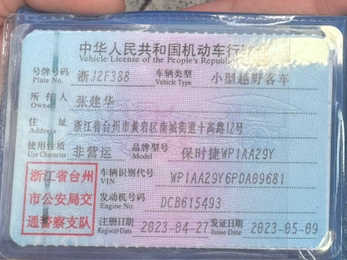 中华人民共和国机动车行
Vehicle License of the People's Republ
号牌号码 浙J2F388 车辆类型 小型越野客车
Plate No. Vehicle Type
所有人 张建华
Owner
住址 浙江省台州市黄岩区南城街道十高路12号
Address
使用性质 非营运 品牌型号 保时捷WP1AA29Y
Use Character Model
浙江省台州市公安局交通警察支队
车辆识别代号 WP1AA29Y6PDA09681
VIN
发动机号码 DCB615493
Engine No.
注册日期 2023-04-27 发证日期 2023-05-09
Register Date Issue Date